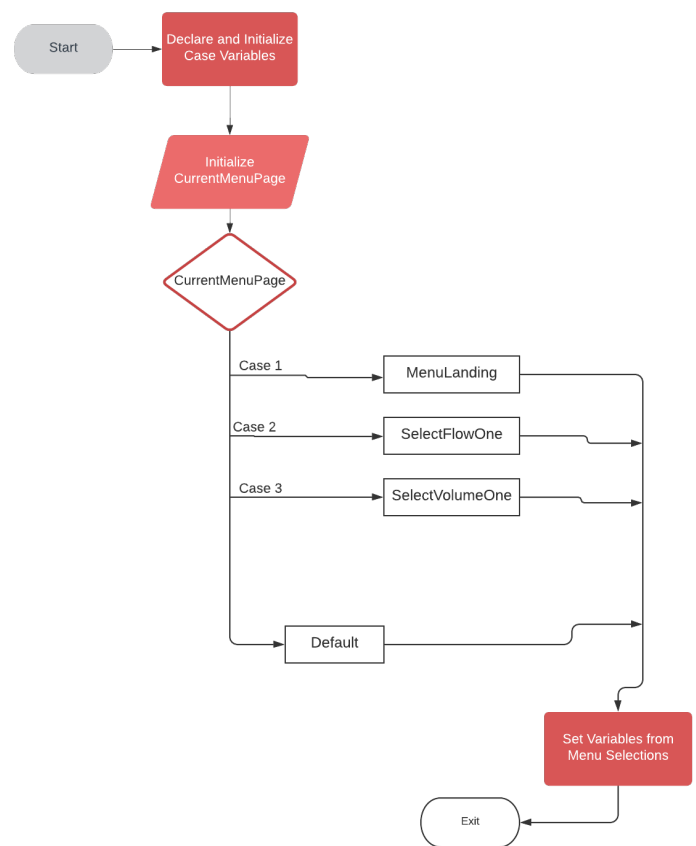 Start
Declare and Initialize
Case Variables
Initialize
CurrentMenuPage
CurrentMenuPage
Case 1
MenuLanding
Case 2
SelectFlowOne
Case 3
SelectVolumeOne
Default
Set Variables from
Menu Selections
Exit